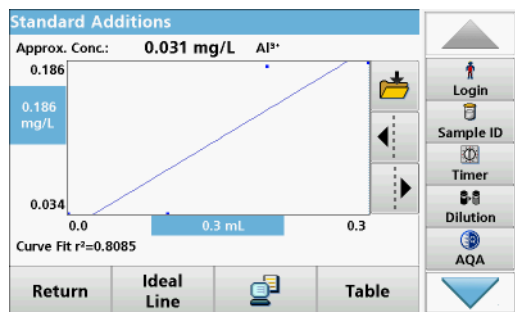 Standard Additions
Approx. Conc.: 0.031 mg/L Al³⁺
0.186
0.186
mg/L
0.034
0.0 0.3 mL 0.3
Curve Fit r²=0.8085
Return
Ideal
Line
Table
Login
Sample ID
Timer
Dilution
AQA